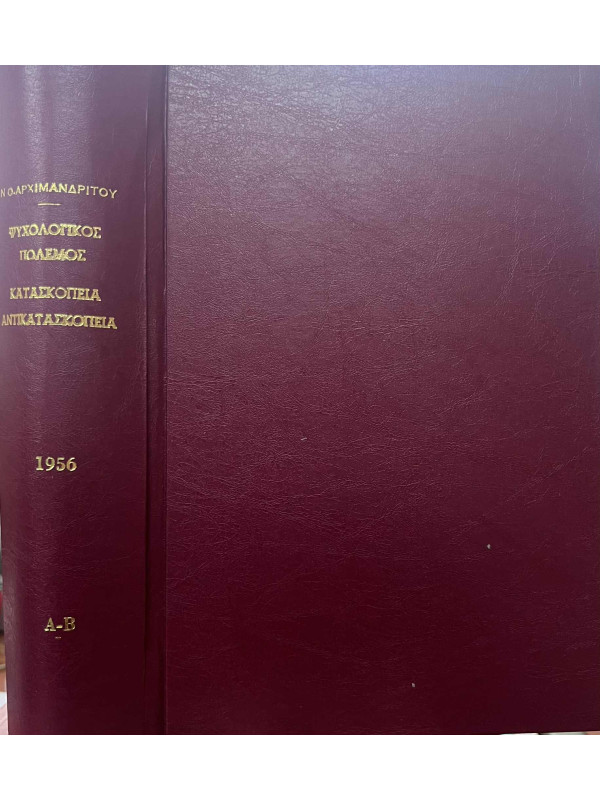 Ν Ο.ΑΡΧΙΜΑΝΔΡΙΤΟΥ
ΨΥΧΟΛΟΓΙΚΟΣ
ΠΟΛΕΜΟΣ
ΚΑΤΑΣΚΟΠΕΙΑ
ΑΝΤΙΚΑΤΑΣΚΟΠΕΙΑ
1956
Α-Β